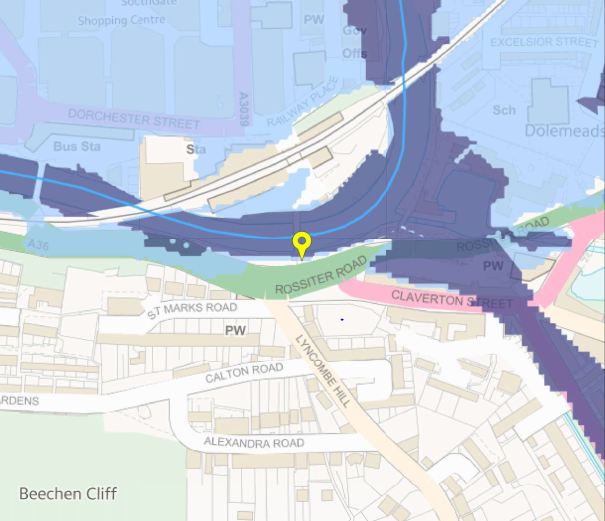 SouthGate
Shopping Centre
PW
Gov
Offs
EXCELSIOR STREET
A3039
RAILWAY PLACE
DORCHESTER STREET
Sch
Dolemeads
Bus Sta
Sta
A36
ROSSITER ROAD
PW
ROSSITER ROAD
CLAVERTON STREET
ST MARKS ROAD
PW
LYNCOMBE HILL
CALTON ROAD
ARDENS
ALEXANDRA ROAD
Beechen Cliff